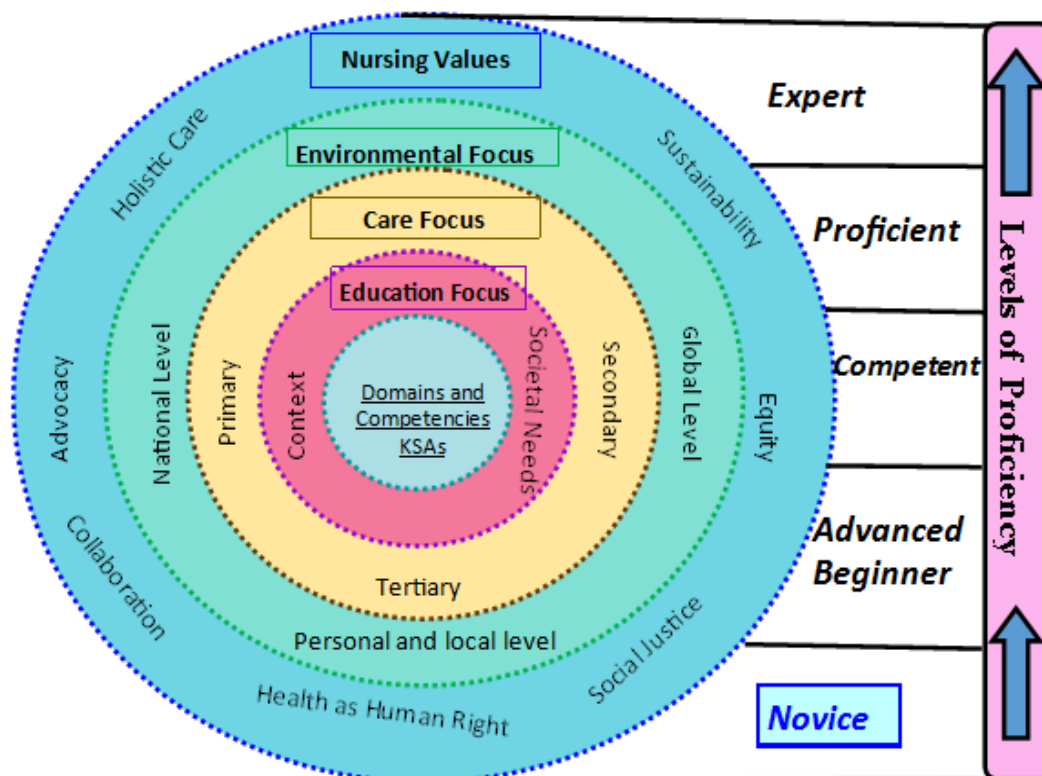 Nursing Values
Holistic Care
Sustainability
Advocacy
Equity
Collaboration
Social Justice
Health as Human Right
Environmental Focus
National Level
Global Level
Personal and local level
Care Focus
Primary
Secondary
Tertiary
Education Focus
Context
Societal Needs
Domains and
Competencies
KSAs
Expert
Proficient
Competent
Advanced
Beginner
Novice
Levels of Proficiency